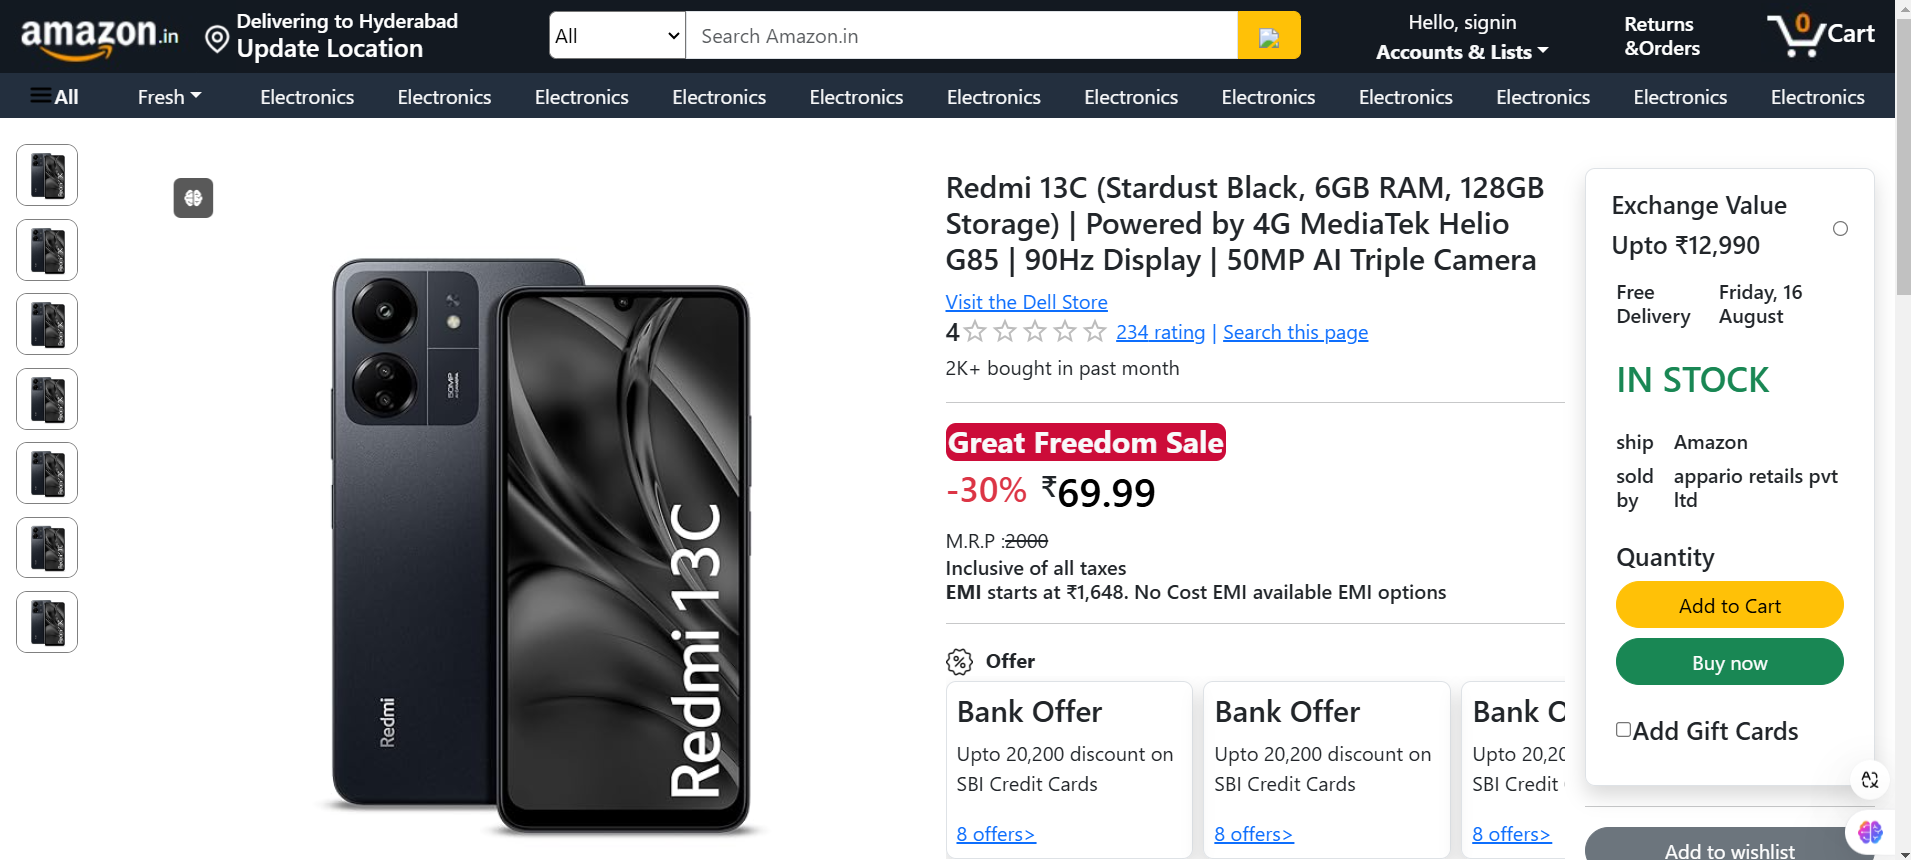 amazon.in
Delivering to Hyderabad
Update Location
All
Search Amazon.in
Hello, signin
Accounts & Lists
Returns
&Orders
0
Cart
All
Fresh
Electronics
Electronics
Electronics
Electronics
Electronics
Electronics
Electronics
Electronics
Electronics
Electronics
Electronics
Electronics
50MP
Redmi
Redmi 13C
Redmi 13C (Stardust Black, 6GB RAM, 128GB
Storage) | Powered by 4G MediaTek Helio
G85 | 90Hz Display | 50MP AI Triple Camera
Visit the Dell Store
4
234 rating | Search this page
2K+ bought in past month
Great Freedom Sale
-30% ₹69.99
M.R.P :2000
Inclusive of all taxes
EMI starts at ₹1,648. No Cost EMI available EMI options
Offer
Bank Offer
Upto 20,200 discount on
SBI Credit Cards
8 offers>
Bank Offer
Upto 20,200 discount on
SBI Credit Cards
8 offers>
Bank O
Upto 20,20
SBI Credit
8 offers>
Exchange Value
Upto ₹12,990
Free
Delivery
Friday, 16
August
IN STOCK
ship Amazon
sold
by
appario retails pvt
ltd
Quantity
Add to Cart
Buy now
Add Gift Cards
Add to wishlist